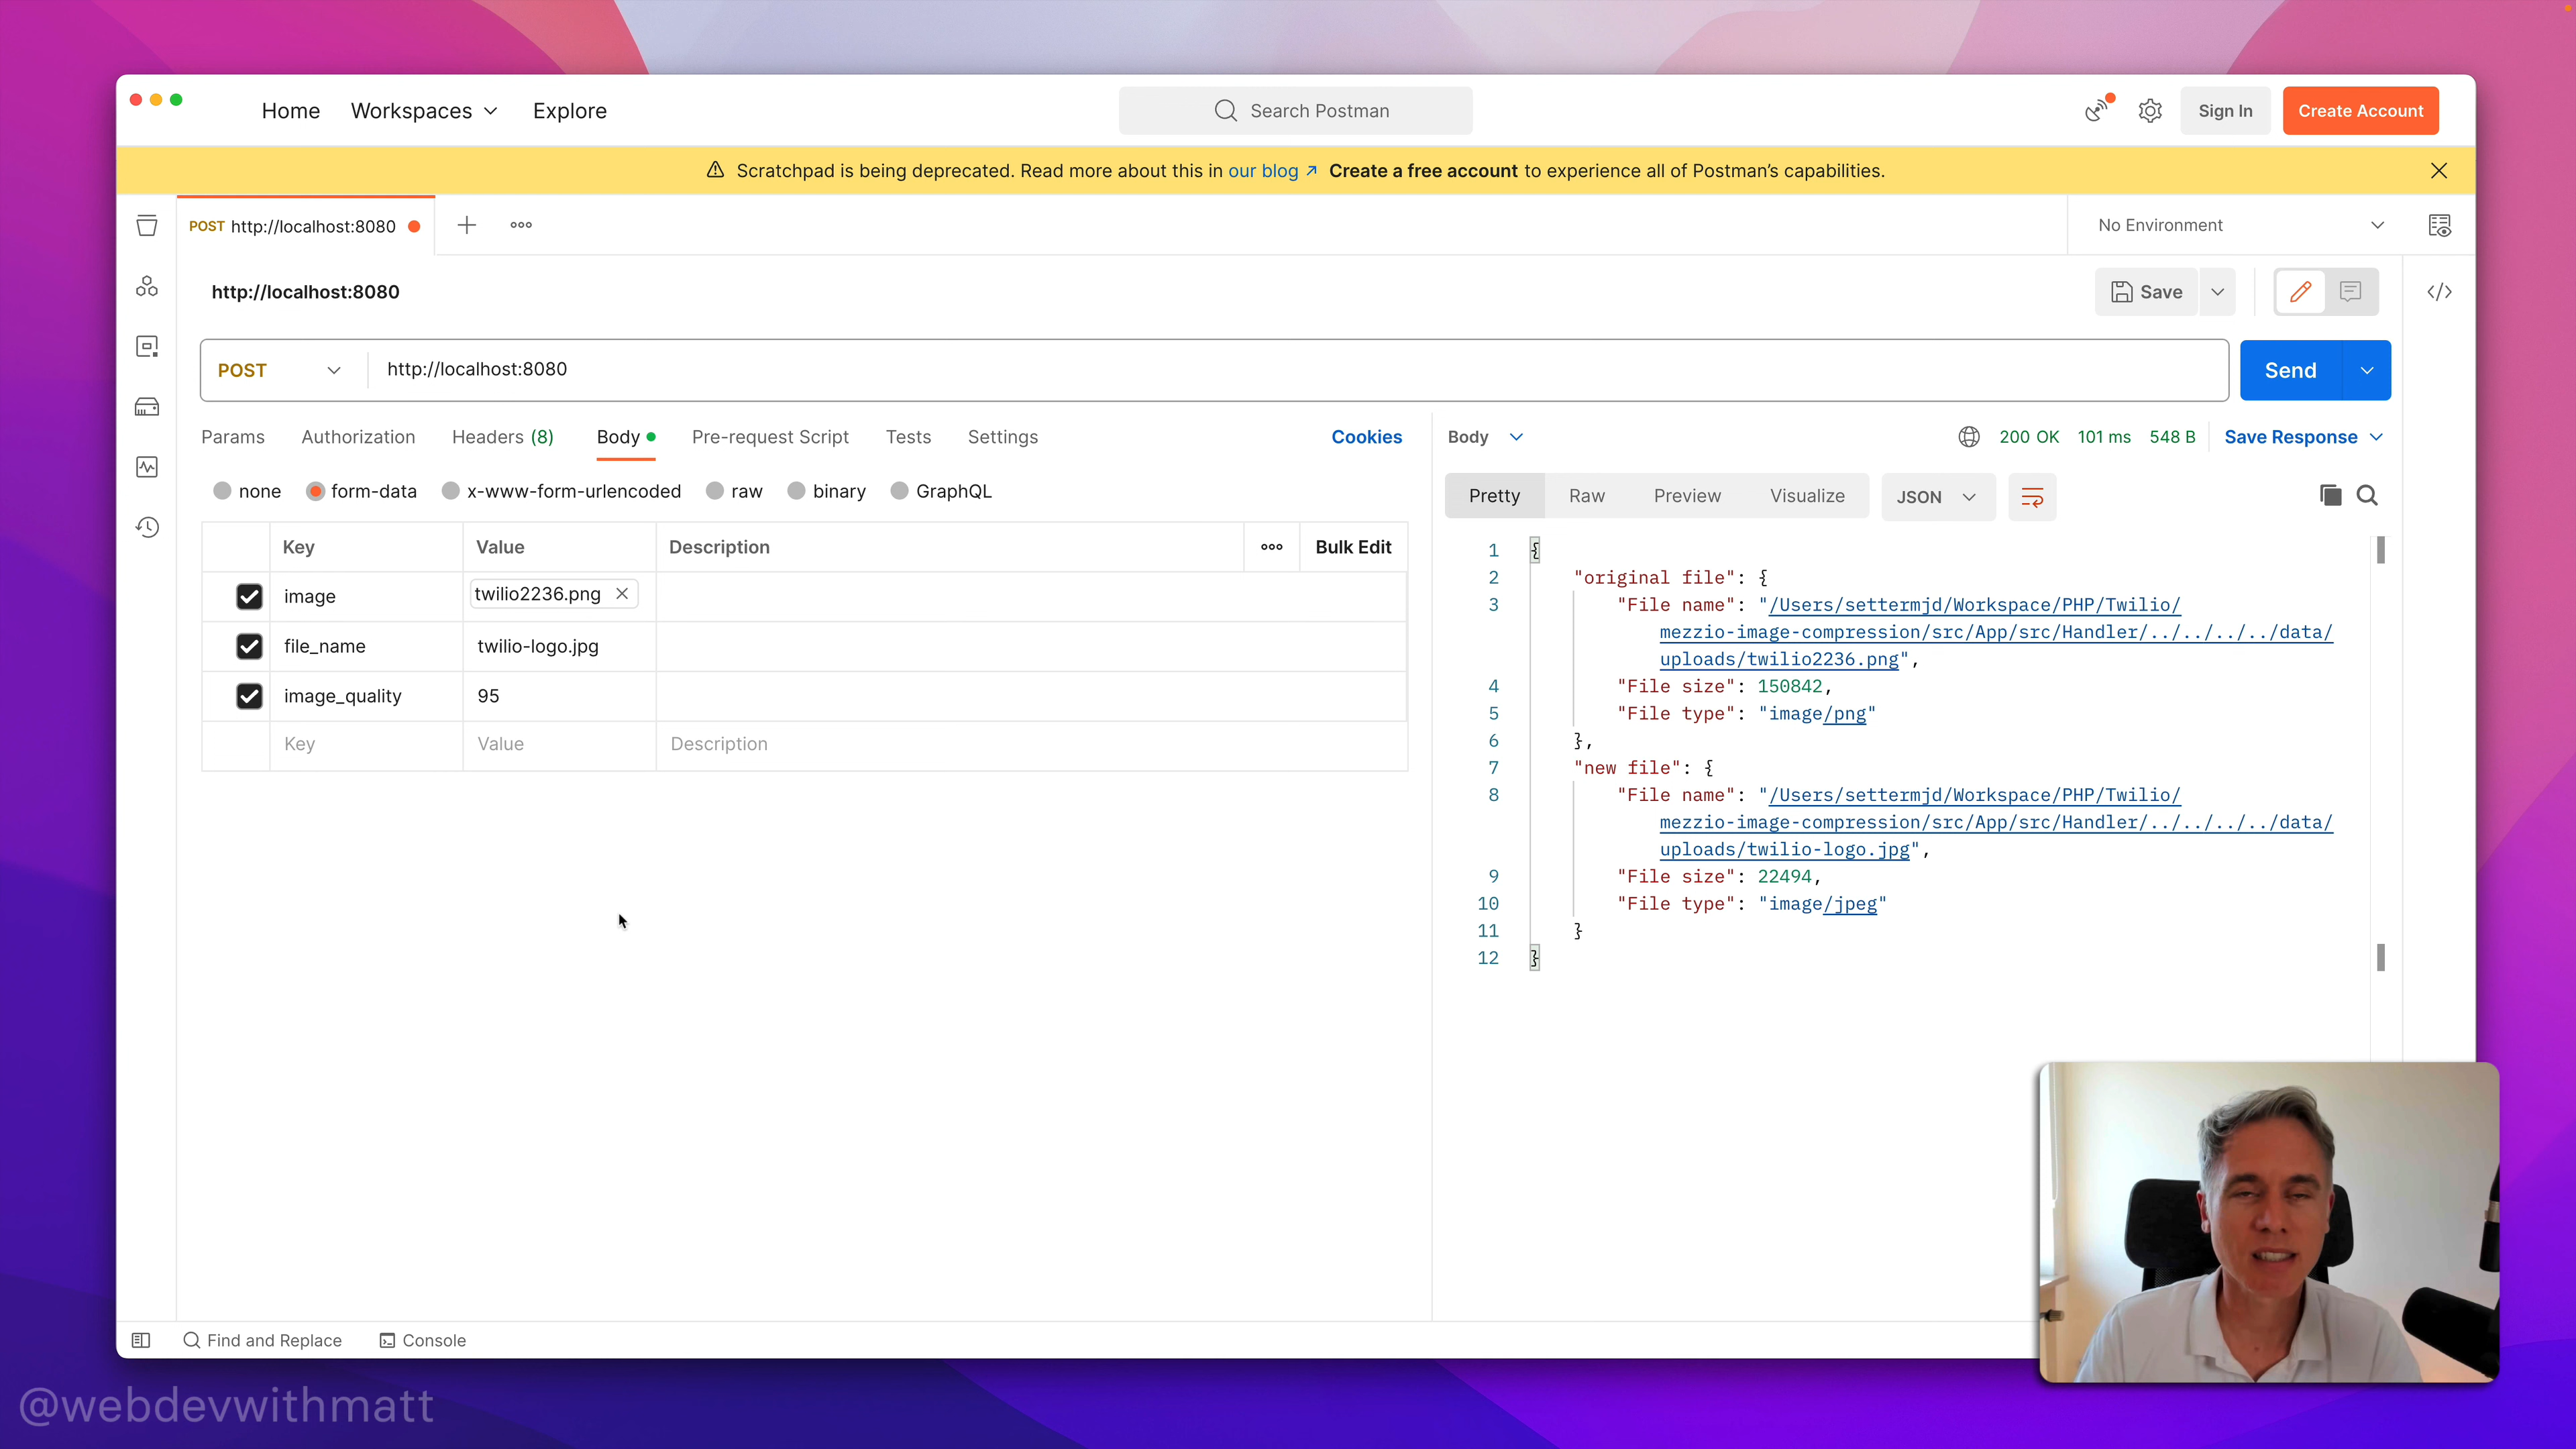 Home Workspaces Explore
Search Postman
Sign In Create Account
Scratchpad is being deprecated. Read more about this in our blog ↗ Create a free account to experience all of Postman’s capabilities.
POST http://localhost:8080
No Environment
http://localhost:8080
Save
POST http://localhost:8080
Send
Params Authorization Headers (8) Body Pre-request Script Tests Settings Cookies
none form-data x-www-form-urlencoded raw binary GraphQL
Key Value Description Bulk Edit
image twilio2236.png
file_name twilio-logo.jpg
image_quality 95
Key Value Description
Body 200 OK 101 ms 548 B Save Response
Pretty Raw Preview Visualize JSON
1 {
2 "original file": {
3 "File name": "/Users/settermjd/Workspace/PHP/Twilio/
mezzio-image-compression/src/App/src/Handler/../../../../data/
uploads/twilio2236.png",
4 "File size": 150842,
5 "File type": "image/png"
6 },
7 "new file": {
8 "File name": "/Users/settermjd/Workspace/PHP/Twilio/
mezzio-image-compression/src/App/src/Handler/../../../../data/
uploads/twilio-logo.jpg",
9 "File size": 22494,
10 "File type": "image/jpeg"
11 }
12 }
Find and Replace Console
@webdevwithmatt